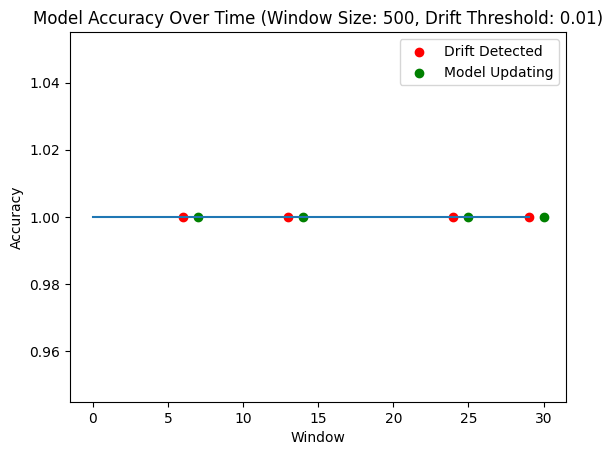 Model Accuracy Over Time (Window Size: 500, Drift Threshold: 0.01)
Drift Detected
Model Updating
1.04
1.02
1.00
0.98
0.96
Accuracy
0
5
10
15
20
25
30
Window